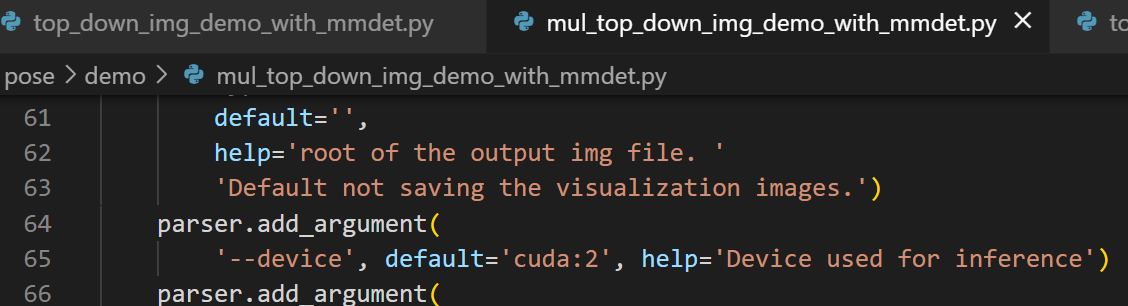 top_down_img_demo_with_mmdet.py mul_top_down_img_demo_with_mmdet.py to
pose > demo > mul_top_down_img_demo_with_mmdet.py
61 default='',
62 help='root of the output img file. '
63 'Default not saving the visualization images.')
64 parser.add_argument(
65 '--device', default='cuda:2', help='Device used for inference')
66 parser.add_argument(